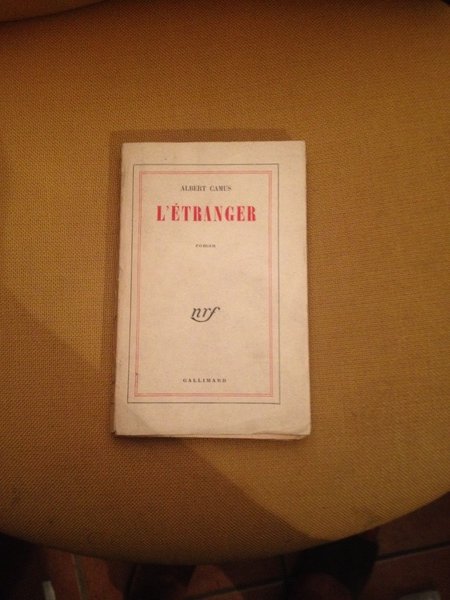 ALBERT CAMUS
L'ÉTRANGER
roman
nrf
GALLIMARD